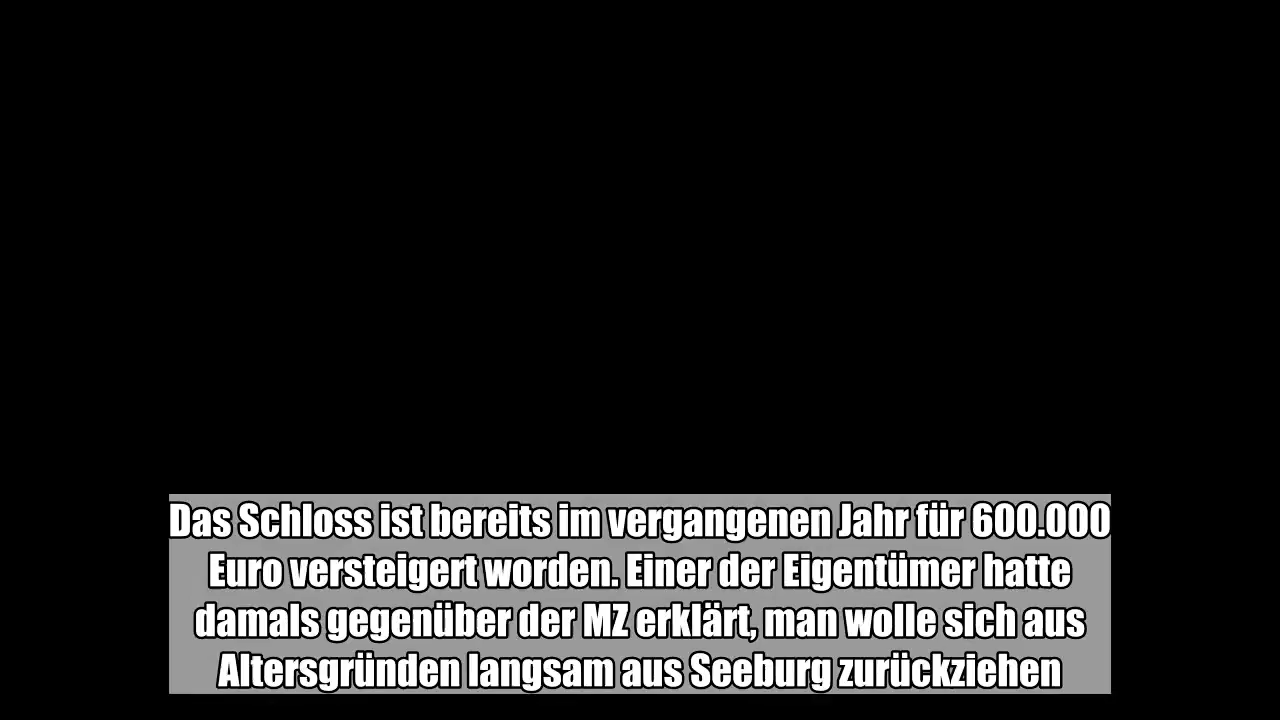 Das Schloss ist bereits im vergangenen Jahr für 600.000
Euro versteigert worden. Einer der Eigentümer hatte
damals gegenüber der MZ erklärt, man wolle sich aus
Altersgründen langsam aus Seeburg zurückziehen